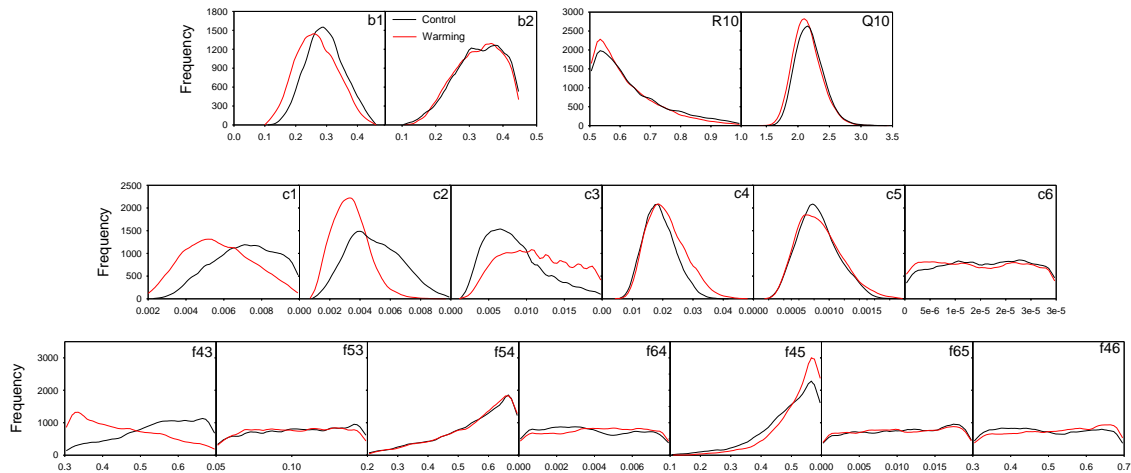 b1 Control Warming b2 R10 Q10
Frequency
1800 1500 1200 900 600 300 0
3000 2500 2000 1500 1000 500 0
0.0 0.1 0.2 0.3 0.4 0.1 0.2 0.3 0.4 0.5
0.5 0.6 0.7 0.8 0.9 1.0 1.5 2.0 2.5 3.0 3.5
c1 c2 c3 c4 c5 c6
Frequency
2500 2000 1500 1000 500 0
0.002 0.004 0.006 0.008 0.000 0.002 0.004 0.006 0.008 0.000 0.005 0.010 0.015 0.00 0.01 0.02 0.03 0.04 0.0000 0.0005 0.0010 0.0015 0 5e-6 1e-5 2e-5 2e-5 3e-5 3e-5
f43 f53 f54 f64 f45 f65 f46
Frequency
3000 2000 1000 0
0.3 0.4 0.5 0.6 0.05 0.10 0.2 0.3 0.4 0.5 0.6 0.000 0.002 0.004 0.006 0.1 0.2 0.3 0.4 0.5 0.000 0.005 0.010 0.015 0.3 0.4 0.5 0.6 0.7